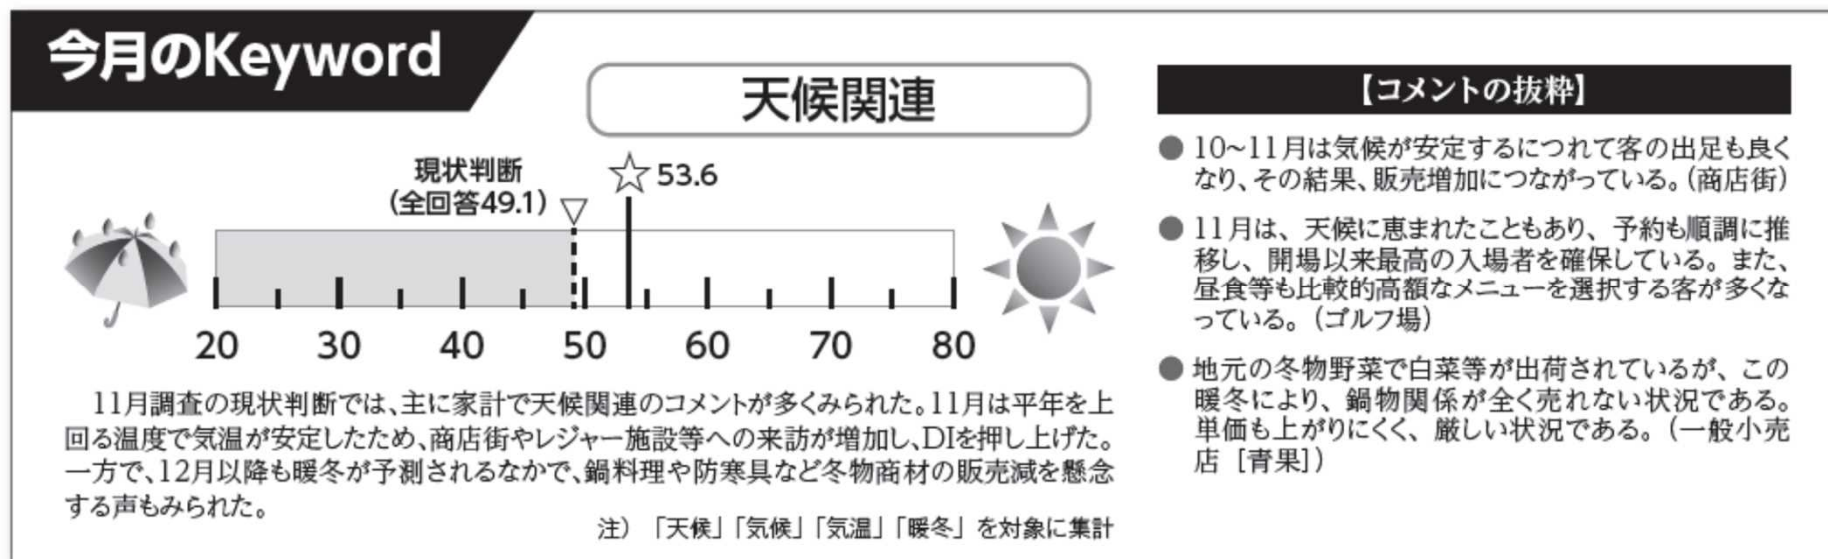 今月のKeyword
天候関連
現状判断
(全回答49.1)
▽
☆53.6
20 30 40 50 60 70 80
11月調査の現状判断では、主に家計で天候関連のコメントが多くみられた。11月は平年を上
回る温度で気温が安定したため、商店街やレジャー施設等への来訪が増加し、DIを押し上げた。
一方で、12月以降も暖冬が予測されるなかで、鍋料理や防寒具など冬物商材の販売減を懸念
する声もみられた。
注）「天候」「気候」「気温」「暖冬」を対象に集計
【コメントの抜粋】
● 10~11月は気候が安定するにつれて客の出足も良く
なり、その結果、販売増加につながっている。（商店街）
● 11月は、天候に恵まれたこともあり、予約も順調に推
移し、開場以来最高の入場者を確保している。また、
昼食等も比較的高額なメニューを選択する客が多くな
っている。（ゴルフ場）
● 地元の冬物野菜で白菜等が出荷されているが、この
暖冬により、鍋物関係が全く売れない状況である。
単価も上がりにくく、厳しい状況である。（一般小売
店［青果］）